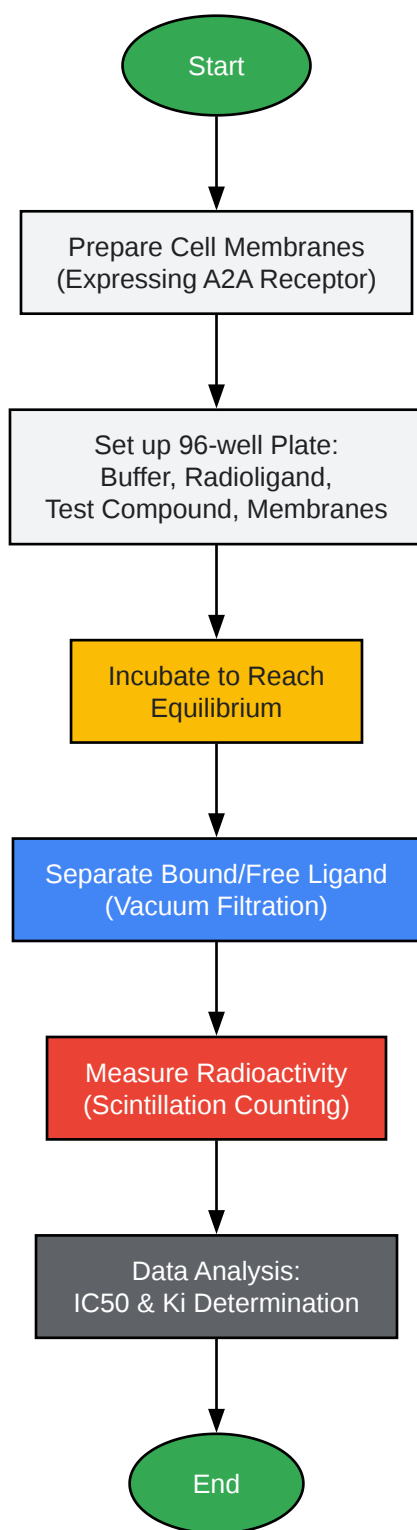 Start
Prepare Cell Membranes
(Expressing A2A Receptor)
Set up 96-well Plate:
Buffer, Radioligand,
Test Compound, Membranes
Incubate to Reach
Equilibrium
Separate Bound/Free Ligand
(Vacuum Filtration)
Measure Radioactivity
(Scintillation Counting)
Data Analysis:
IC50 & Ki Determination
End